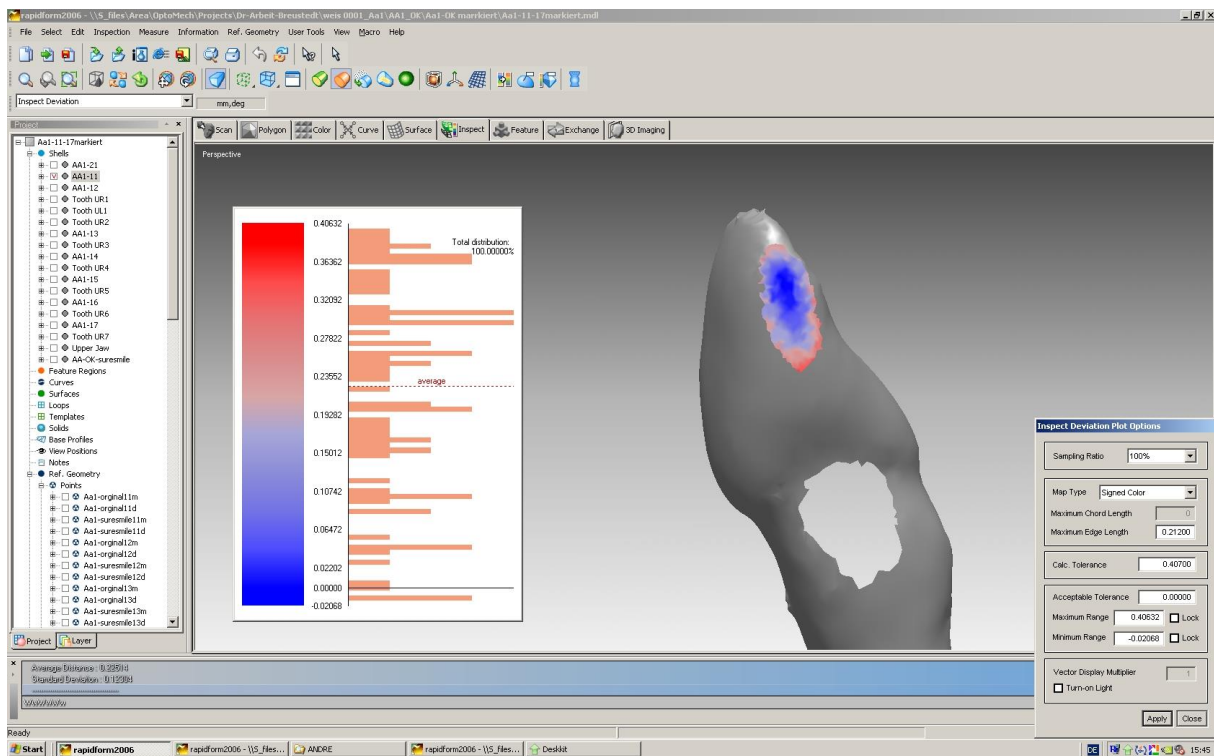 rapidform2006 - \\S_files\Area\OptoMech\Projects\Dr-Arbeit-Breustedt\weis 0001_Aa1\AA1_OK\Aa1-OK marrkiert\Aa1-11-17markiert.mdl
File Select Edit Inspection Measure Information Ref. Geometry User Tools View Macro Help
Inspect Deviation
mm,deg
Project
Scan Polygon Color Curve Surface Inspect Feature Exchange 3D Imaging
Aa1-11-17markiert
Shells
AA1-21
AA1-11
AA1-12
Tooth UR1
Tooth UL1
Tooth UR2
AA1-13
Tooth UR3
AA1-14
Tooth UR4
AA1-15
Tooth UR5
AA1-16
Tooth UR6
AA1-17
Tooth UR7
Upper Jaw
AA-OK-suresmile
Feature Regions
Curves
Surfaces
Loops
Templates
Solids
Base Profiles
View Positions
Notes
Ref. Geometry
Points
Aa1-orginal11m
Aa1-orginal11d
Aa1-suresmile11m
Aa1-suresmile11d
Aa1-orginal12m
Aa1-orginal12d
Aa1-suresmile12m
Aa1-suresmile12d
Aa1-orginal13m
Aa1-orginal13d
Aa1-suresmile13m
Aa1-suresmile13d
Project Layer
Perspective
0.40632
Total distribution:
100.00000%
0.36362
0.32092
0.27822
0.23552
average
0.19282
0.15012
0.10742
0.06472
0.02202
0.00000
-0.02068
Inspect Deviation Plot Options
Sampling Ratio 100%
Map Type Signed Color
Maximum Chord Length 0
Maximum Edge Length 0.21200
Calc. Tolerance 0.40700
Acceptable Tolerance 0.00000
Maximum Range 0.40632 Lock
Minimum Range -0.02068 Lock
Vector Display Multiplier 1
Turn-on Light
Apply Close
Average Distance : 0.22514
Standard Deviation : 0.12384
Ready
Start rapidform2006 rapidform2006 - \\S_files... ANDRE rapidform2006 - \\S_files... Deskkit DE 15:45